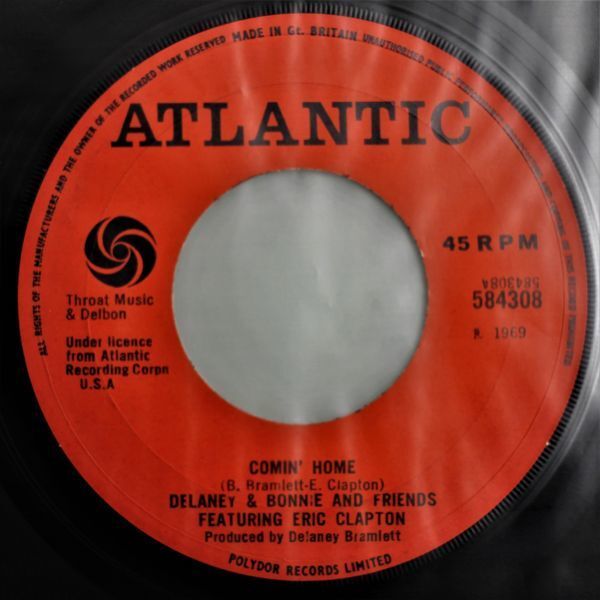 ALL RIGHTS OF THE MANUFACTURERS AND THE OWNER OF THE RECORDED WORK RESERVED MADE IN Gt. BRITAIN UNAUTHORISED PUBLIC
ATLANTIC
45 RPM
584308A
584308
1969
Throat Music
& Delbon
Under licence
from Atlantic
Recording Corpn
U.S.A
COMIN' HOME
(B. Bramlett-E. Clapton)
DELANEY & BONNIE AND FRIENDS
FEATURING ERIC CLAPTON
Produced by Delaney Bramlett
POLYDOR RECORDS LIMITED